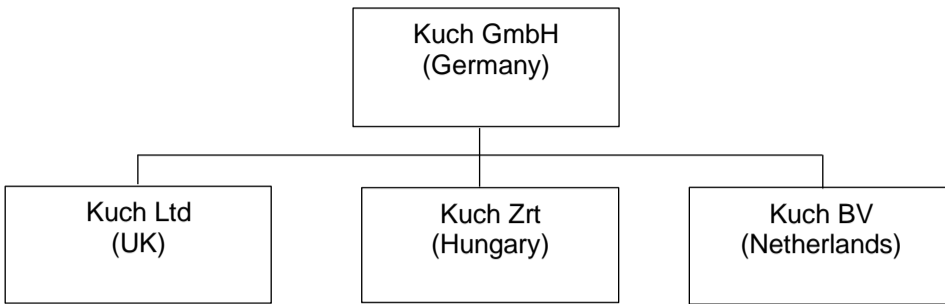 Kuch GmbH
(Germany)
Kuch Ltd
(UK)
Kuch Zrt
(Hungary)
Kuch BV
(Netherlands)